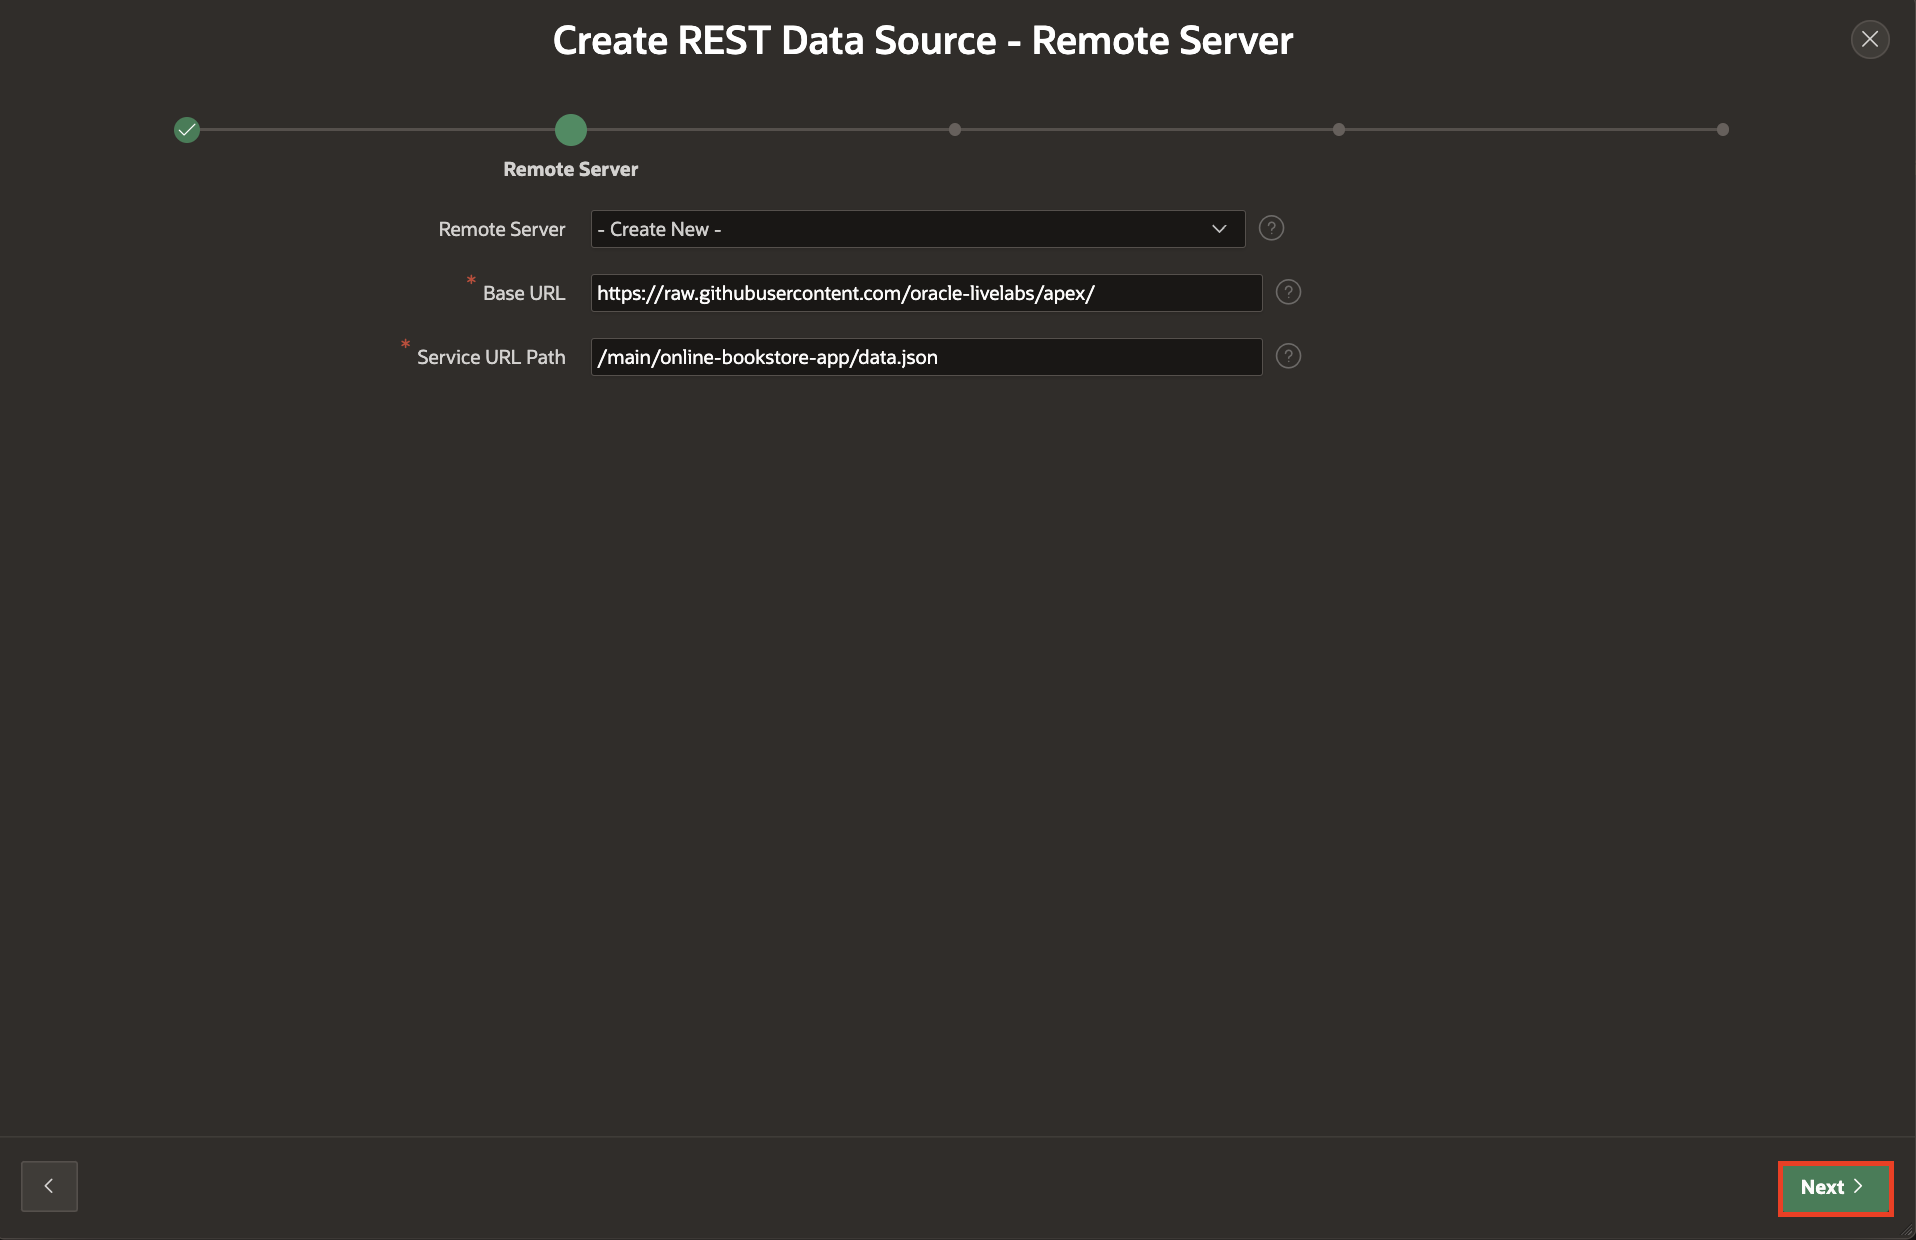 Create REST Data Source - Remote Server
Remote Server
Remote Server - Create New - ?
* Base URL https://raw.githubusercontent.com/oracle-livelabs/apex/ ?
* Service URL Path /main/online-bookstore-app/data.json ?
Next